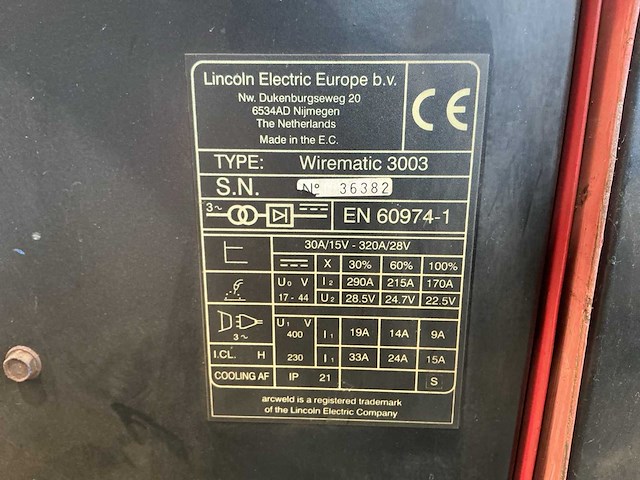 Lincoln Electric Europe b.v.
Nw. Dukenburgseweg 20
6534AD Nijmegen
The Netherlands
Made in the E.C.
CE
TYPE: Wirematic 3003
S.N. Nº 36382
3~ EN 60974-1
30A/15V - 320A/28V
X 30% 60% 100%
U₀ V I₂ 290A 215A 170A
17 - 44 U₂ 28.5V 24.7V 22.5V
3~ U₁ V
400 I₁ 19A 14A 9A
I.CL. H 230 I₁ 33A 24A 15A
COOLING AF IP 21 S
arcweld is a registered trademark
of the Lincoln Electric Company